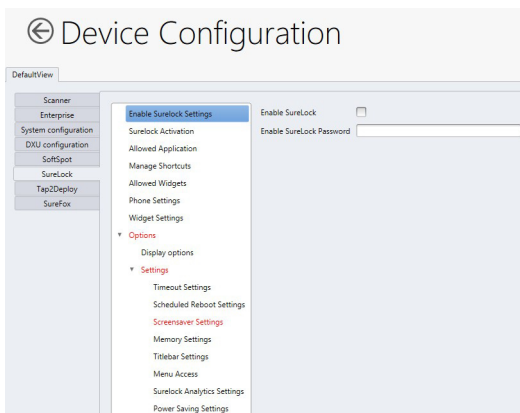 Device Configuration
DefaultView
Scanner
Enterprise
System configuration
DXU configuration
SoftSpot
SureLock
Tap2Deploy
SureFox
Enable Surelock Settings
Surelock Activation
Allowed Application
Manage Shortcuts
Allowed Widgets
Phone Settings
Widget Settings
Options
Display options
Settings
Timeout Settings
Scheduled Reboot Settings
Screensaver Settings
Memory Settings
Titlebar Settings
Menu Access
Surelock Analytics Settings
Power Saving Settings
Enable SureLock
Enable SureLock Password